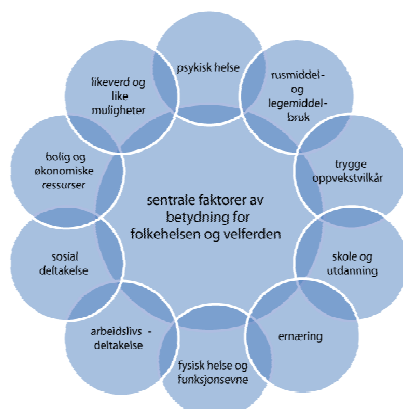 psykisk helse
rusmiddel-
og
legemiddel-
bruk
trygge
oppvekstvilkår
skole og
utdanning
ernæring
fysisk helse og
funksjonsevne
arbeidslivs -
deltakelse
sosial
deltakelse
bolig og
økonomiske
ressurser
likeverd og
like
muligheter
sentrale faktorer av
betydning for
folkehelsen og velferden